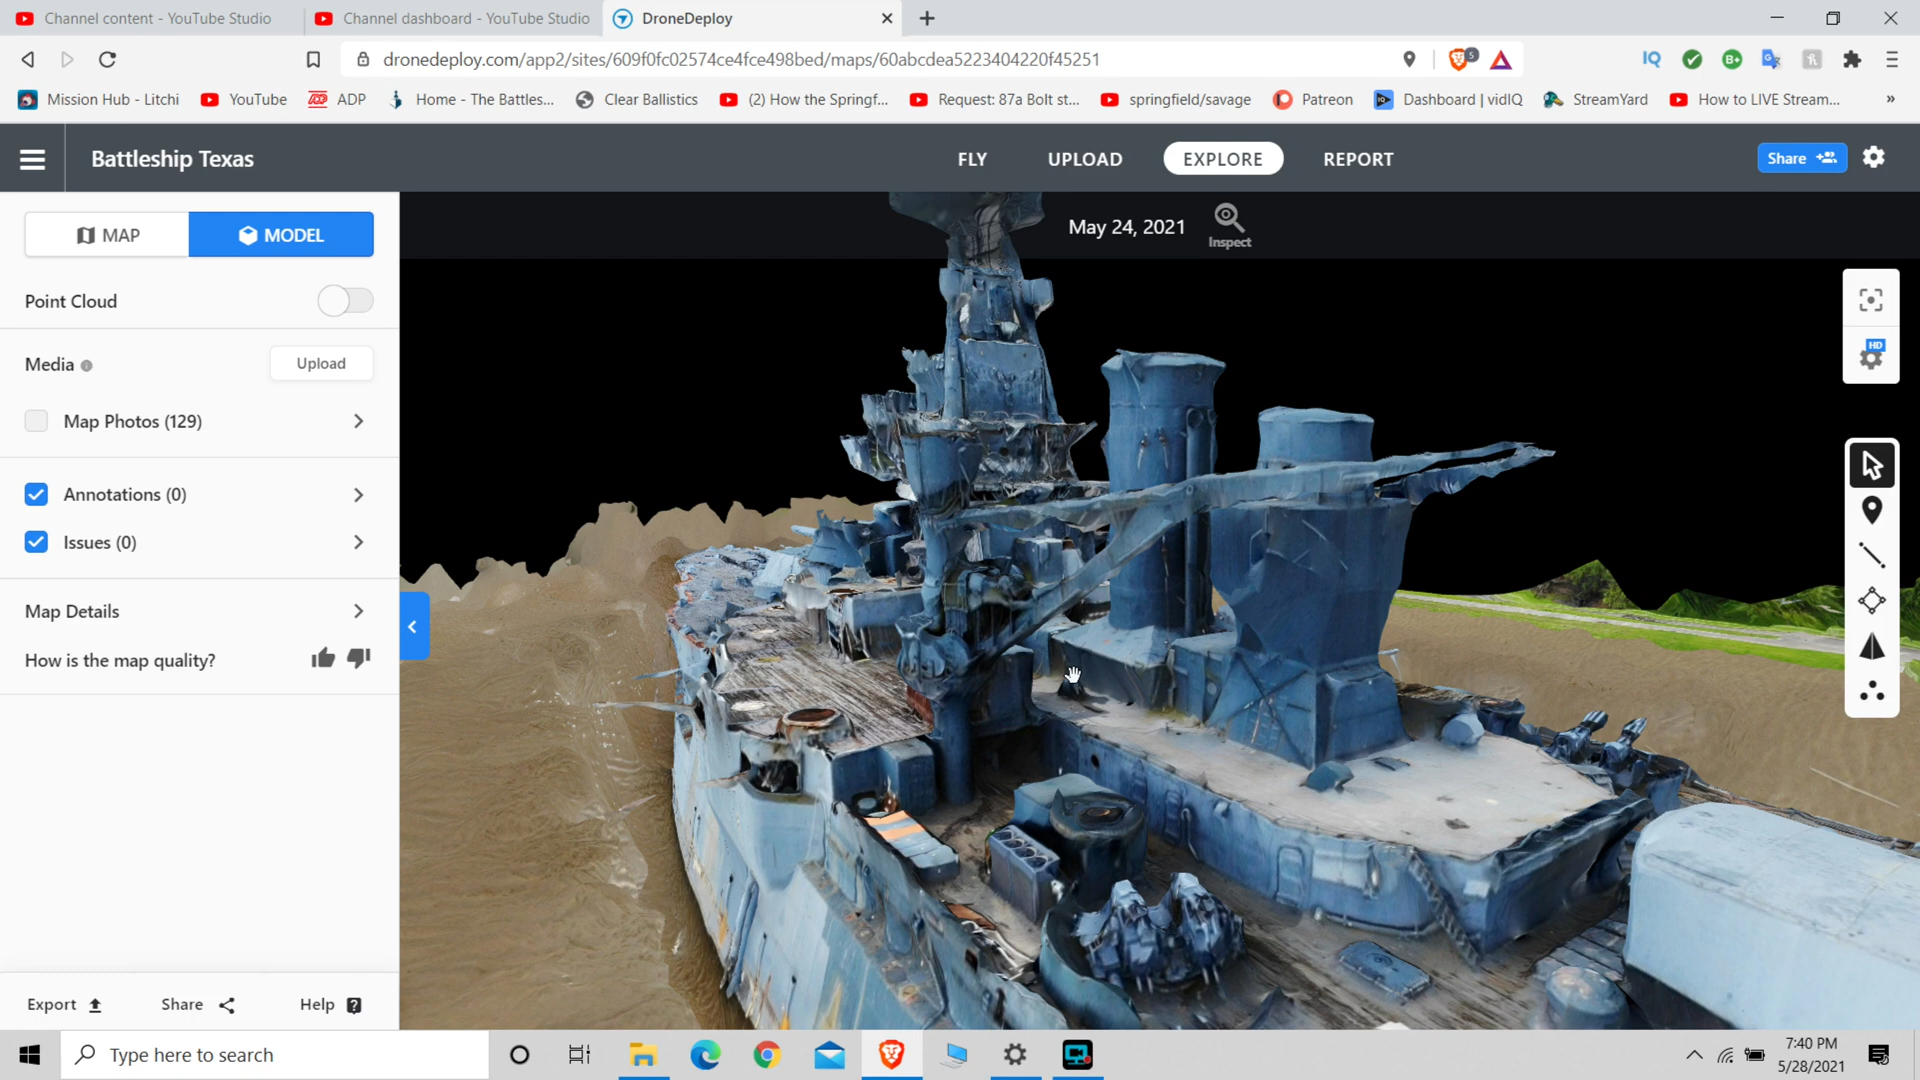 Channel content - YouTube Studio
Channel dashboard - YouTube Studio
DroneDeploy
dronedeploy.com/app2/sites/609f0fc02574ce4fce498bed/maps/60abcdea5223404220f45251
5
IQ
B+
Mission Hub - Litchi
YouTube
ADP
ADP
Home - The Battles...
Clear Ballistics
(2) How the Springf...
Request: 87a Bolt st...
springfield/savage
Patreon
Dashboard | vidIQ
StreamYard
How to LIVE Stream...
»
Battleship Texas
FLY
UPLOAD
EXPLORE
REPORT
Share
MAP
MODEL
May 24, 2021
Inspect
Point Cloud
HD
Media
Upload
Map Photos (129)
Annotations (0)
Issues (0)
Map Details
How is the map quality?
Export
Share
Help
Type here to search
7:40 PM
5/28/2021